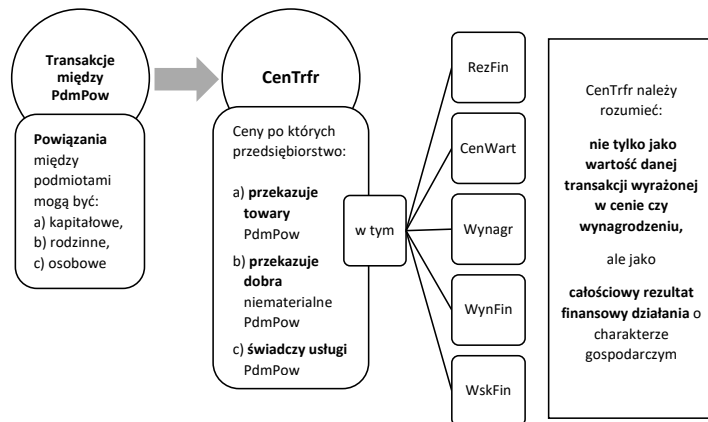 Transakcje
między
PdmPow
Powiązania
między
podmiotami
mogą być:
a) kapitałowe,
b) rodzinne,
c) osobowe
CenTrfr
Ceny po których
przedsiębiorstwo:
a) przekazuje
towary
PdmPow
b) przekazuje
dobra
niematerialne
PdmPow
c) świadczy usługi
PdmPow
w tym
RezFin
CenWart
Wynagr
WynFin
WskFin
CenTrfr należy
rozumieć:
nie tylko jako
wartość danej
transakcji wyrażonej
w cenie czy
wynagrodzeniu,
ale jako
całościowy rezultat
finansowy działania o
charakterze
gospodarczym